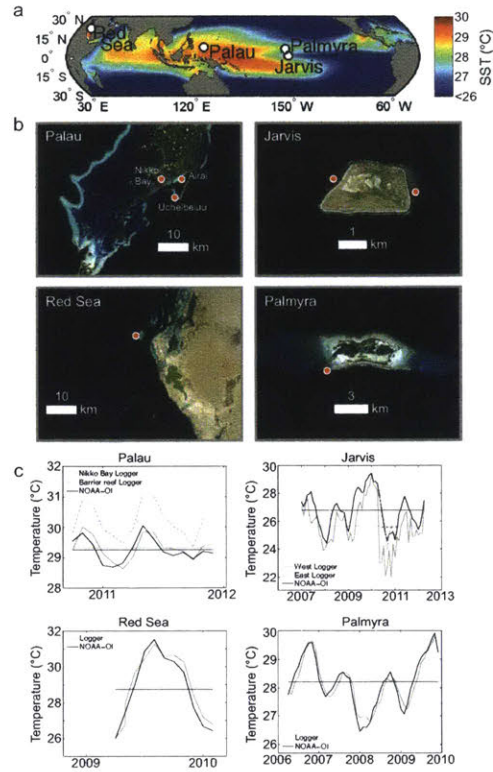 a
30°N
15°N
0°
15°S
30°S
Red
Sea
Palau
Palmyra
Jarvis
30°E
120°E
150°W
60°W
30
29
28
27
<26
SST (°C)
b
Palau
Nikko
Bay
Airai
Uchelbeluu
10
km
Jarvis
1
km
Red Sea
10
km
Palmyra
3
km
c
Palau
Nikko Bay Logger
Barrier reef Logger
NOAA-OI
Temperature (°C)
32
31
30
29
28
2011
2012
Jarvis
West Logger
East Logger
NOAA-OI
Temperature (°C)
30
28
26
24
22
2006
2007
2009
2010
2011
2013
Red Sea
Logger
NOAA-OI
Temperature (°C)
32
30
28
26
2009
2010
Palmyra
Logger
NOAA-OI
Temperature (°C)
30
29
28
27
26
2006
2007
2008
2009
2010